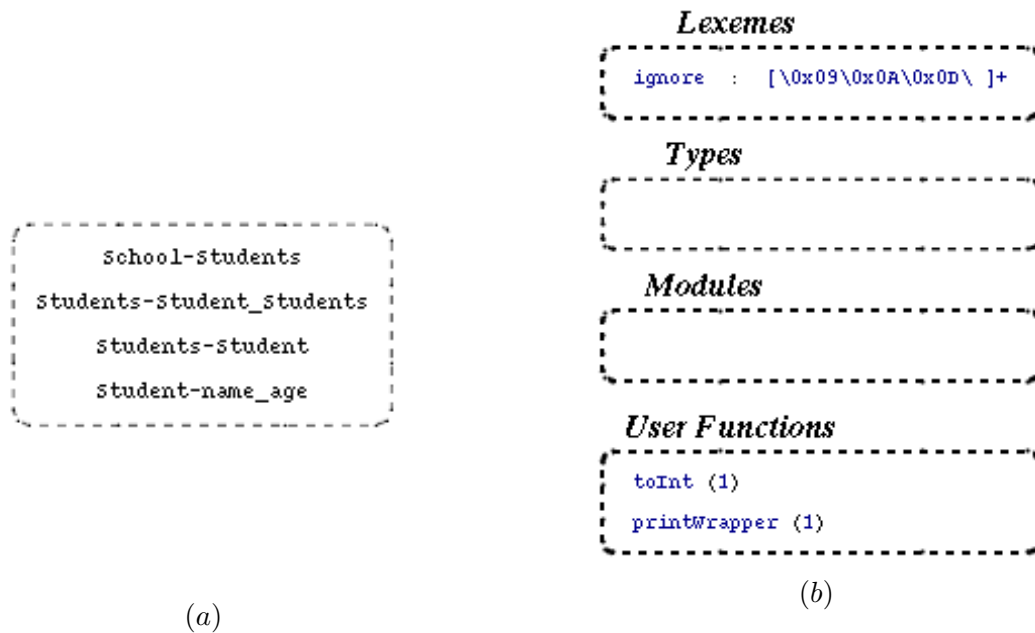 School-Students
Students-Student_Students
Students-Student
Student-name_age
(a)
Lexemes
ignore : [\0x09\0x0A\0x0D\ ]+
Types
Modules
User Functions
toInt (1)
printWrapper (1)
(b)